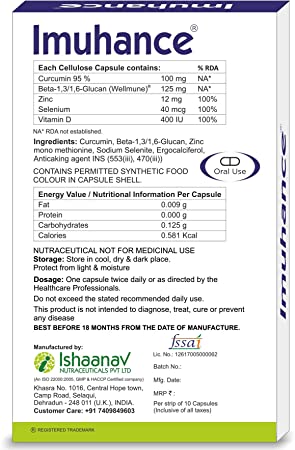 Imuhance®
Each Cellulose Capsule contains: % RDA
Curcumin 95 % 100 mg NA*
Beta-1,3/1,6-Glucan (Wellmune)® 125 mg NA*
Zinc 12 mg 100%
Selenium 40 mcg 100%
Vitamin D 400 IU 100%
NA* RDA not established.
Ingredients: Curcumin, Beta-1,3/1,6-Glucan, Zinc
mono methionine, Sodium Selenite, Ergocalciferol,
Anticaking agent INS (553(iii), 470(iii))
CONTAINS PERMITTED SYNTHETIC FOOD
COLOUR IN CAPSULE SHELL.
Oral Use
Energy Value / Nutritional Information Per Capsule
Fat 0.009 g
Protein 0.000 g
Carbohydrates 0.125 g
Calories 0.581 Kcal
NUTRACEUTICAL NOT FOR MEDICINAL USE
Storage: Store in cool, dry & dark place.
Protect from light & moisture
Dosage: One capsule twice daily or as directed by the
Healthcare Professionals.
Do not exceed the stated recommended daily use.
This product is not intended to diagnose, treat, cure or prevent
any disease
BEST BEFORE 18 MONTHS FROM THE DATE OF MANUFACTURE.
Manufactured by:
Ishaanav
NUTRACEUTICALS PVT LTD
(An ISO 22000:2005, GMP & HACCP Certified company)
Khasra No. 1016, Central Hope town,
Camp Road, Selaqui,
Dehradun - 248 011 (U.K.), INDIA.
Customer Care: +91 7409849603
fssai
Lic. No.: 12617005000062
Batch No.:
Mfg. Date:
MRP ₹ :
Per strip of 10 Capsules
(Inclusive of all taxes)
® REGISTERED TRADEMARK
Imuhance®